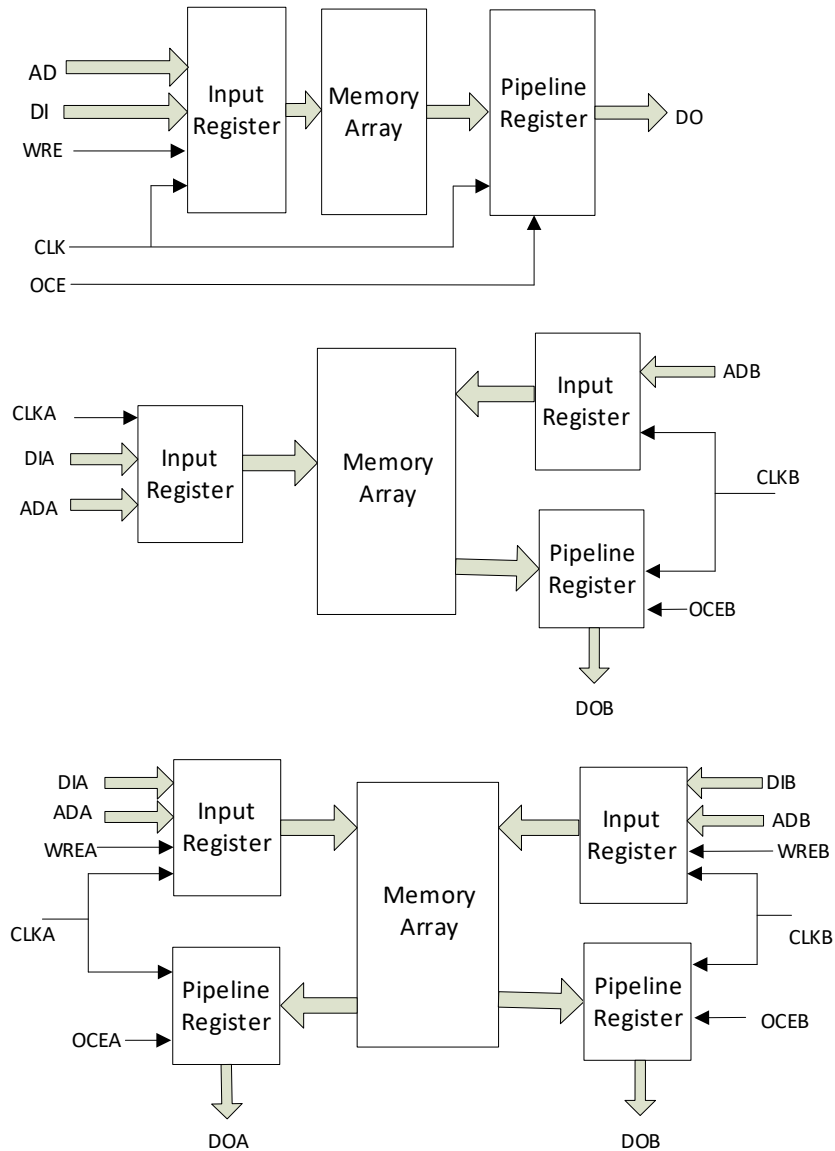 AD
DI
WRE
CLK
OCE
Input
Register
Memory
Array
Pipeline
Register
DO
CLKA
DIA
ADA
Input
Register
Memory
Array
Input
Register
ADB
CLKB
Pipeline
Register
OCEB
DOB
DIA
ADA
WREA
CLKA
OCEA
Input
Register
Pipeline
Register
DOA
Memory
Array
Input
Register
DIB
ADB
WREB
CLKB
Pipeline
Register
OCEB
DOB